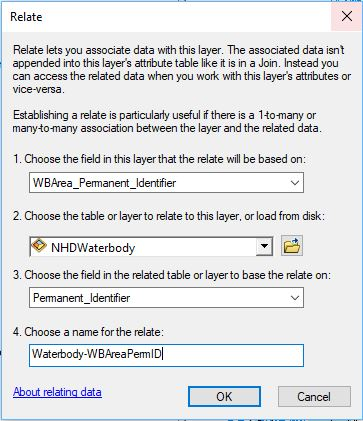 Relate
Relate lets you associate data with this layer. The associated data isn't
appended into this layer's attribute table like it is in a Join. Instead you
can access the related data when you work with this layer's attributes or
vice-versa.
Establishing a relate is particularly useful if there is a 1-to-many or
many-to-many association between the layer and the related data.
1. Choose the field in this layer that the relate will be based on:
WBArea_Permanent_Identifier
2. Choose the table or layer to relate to this layer, or load from disk:
NHDWaterbody
3. Choose the field in the related table or layer to base the relate on:
Permanent_Identifier
4. Choose a name for the relate:
Waterbody-WBAreaPermID
About relating data
OK
Cancel